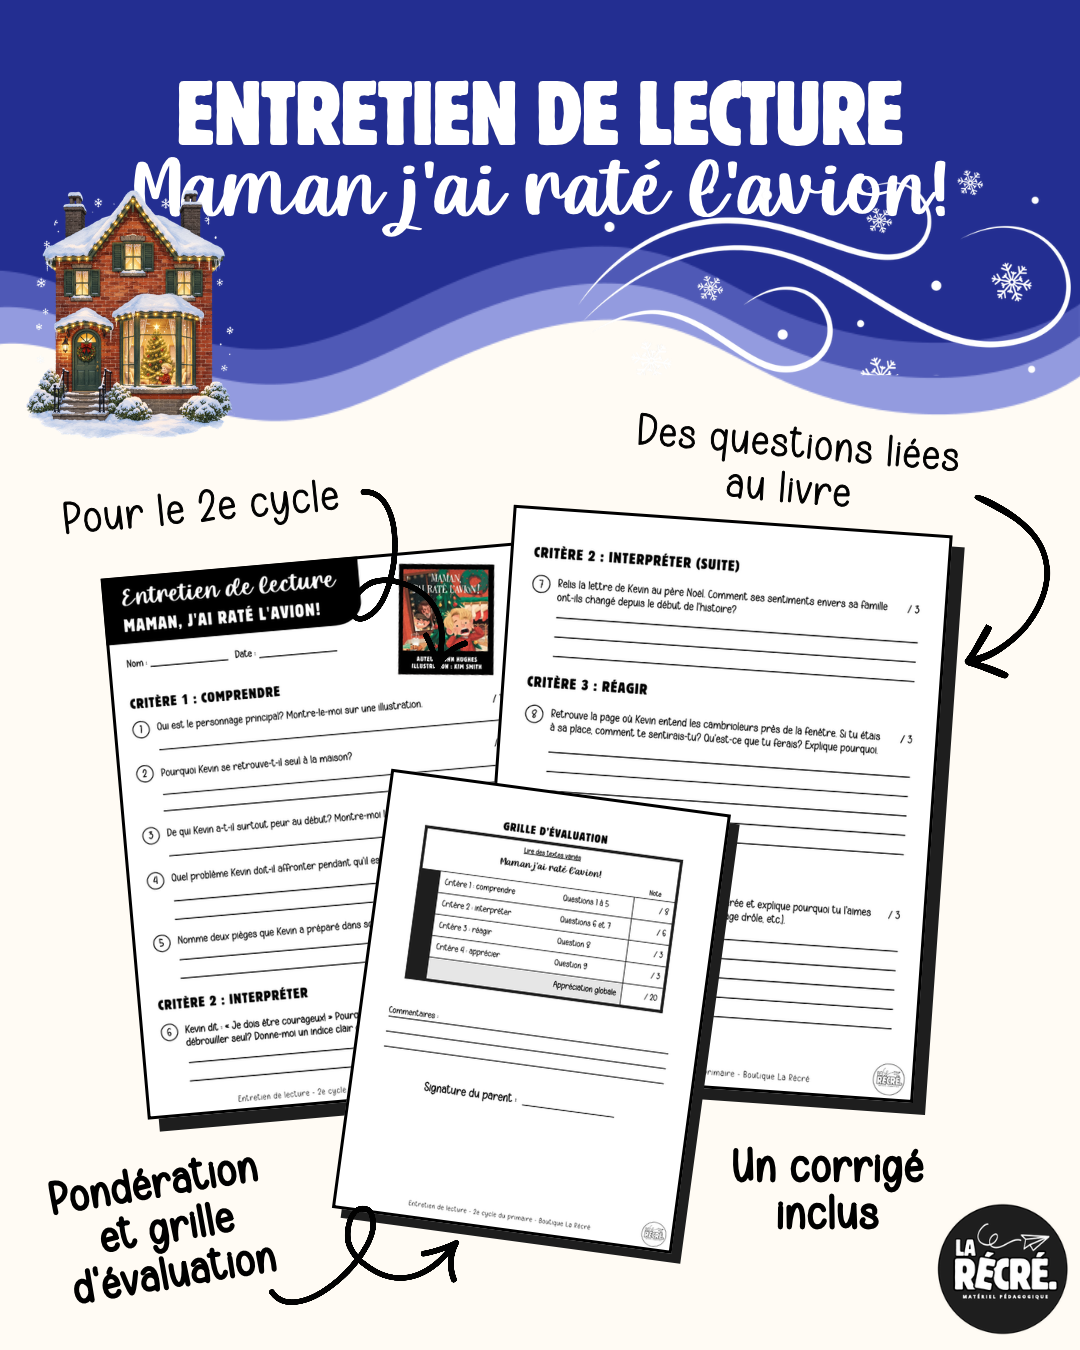 ENTRETIEN DE LECTURE
Maman j'ai raté l'avion!
Des questions liées
au livre
Pour le 2e cycle
Entretien de lecture
MAMAN, J'AI RATÉ L'AVION!
Nom :
Date :
MAMAN,
RATÉ L'AVION!
HUGHES
KIM SMITH
CRITÈRE 1 : COMPRENDRE
1 Qui est le personnage principal? Montre-le-moi sur une illustration.
2 Pourquoi Kevin se retrouve-t-il seul à la maison?
3 De qui Kevin a-t-il surtout peur au début? Montre-moi
4 Quel problème Kevin doit-il affronter pendant qu'il
5 Nomme deux pièges que Kevin a préparé dans
CRITÈRE 2 : INTERPRÉTER
6 Kevin dit : « Je dois être courageux! »
débrouiller seul? Donne-moi un indice clair
Entretien de lecture - 2e cycle
CRITÈRE 2 : INTERPRÉTER (SUITE)
7 Relis la lettre de Kevin au père Noël. Comment ses sentiments envers sa famille
ont-ils changé depuis le début de l'histoire?
/ 3
CRITÈRE 3 : RÉAGIR
8 Retrouve la page où Kevin entend les cambrioleurs près de la fenêtre. Si tu étais
à sa place, comment te sentirais-tu? Qu'est-ce que tu ferais? Explique pourquoi.
/ 3
et explique pourquoi tu l'aimes
drôle, etc).
/ 3
primaire - Boutique La Récré
RÉCRÉ.
GRILLE D'ÉVALUATION
Lire des textes variés
Maman j'ai raté l'avion!
Note
Critère 1 : comprendre Questions 1 à 5 / 8
Critère 2 : interpréter Questions 6 et 7 / 6
Critère 3 : réagir Question 8 / 3
Critère 4 : apprécier Question 9 / 3
Appréciation globale / 20
Commentaires :
Signature du parent :
Entretien de lecture - 2e cycle du primaire - Boutique La Récré
RÉCRÉ.
Pondération
et grille
d'évaluation
Un corrigé
inclus
LA
RÉCRÉ.
MATÉRIEL PÉDAGOGIQUE